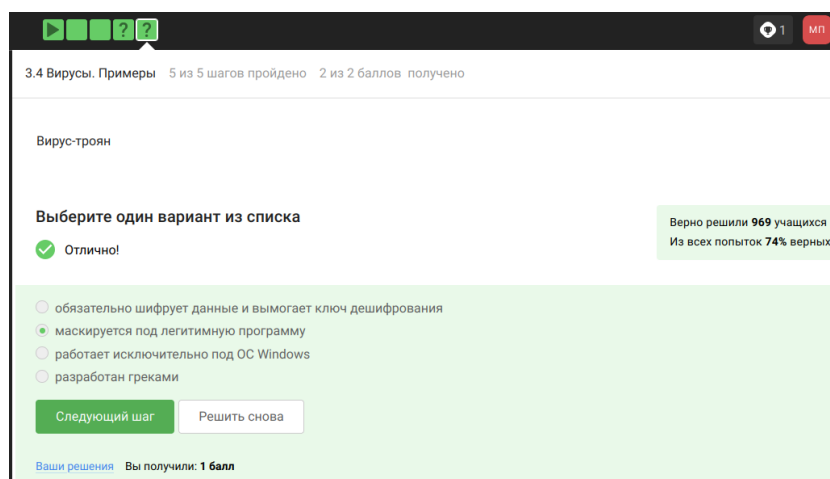 ? ?
1 МП
3.4 Вирусы. Примеры 5 из 5 шагов пройдено 2 из 2 баллов получено
Вирус-троян
Выберите один вариант из списка
Отлично!
Верно решили 969 учащихся
Из всех попыток 74% верных
обязательно шифрует данные и вымогает ключ дешифрования
маскируется под легитимную программу
работает исключительно под ОС Windows
разработан греками
Следующий шаг Решить снова
Ваши решения Вы получили: 1 балл